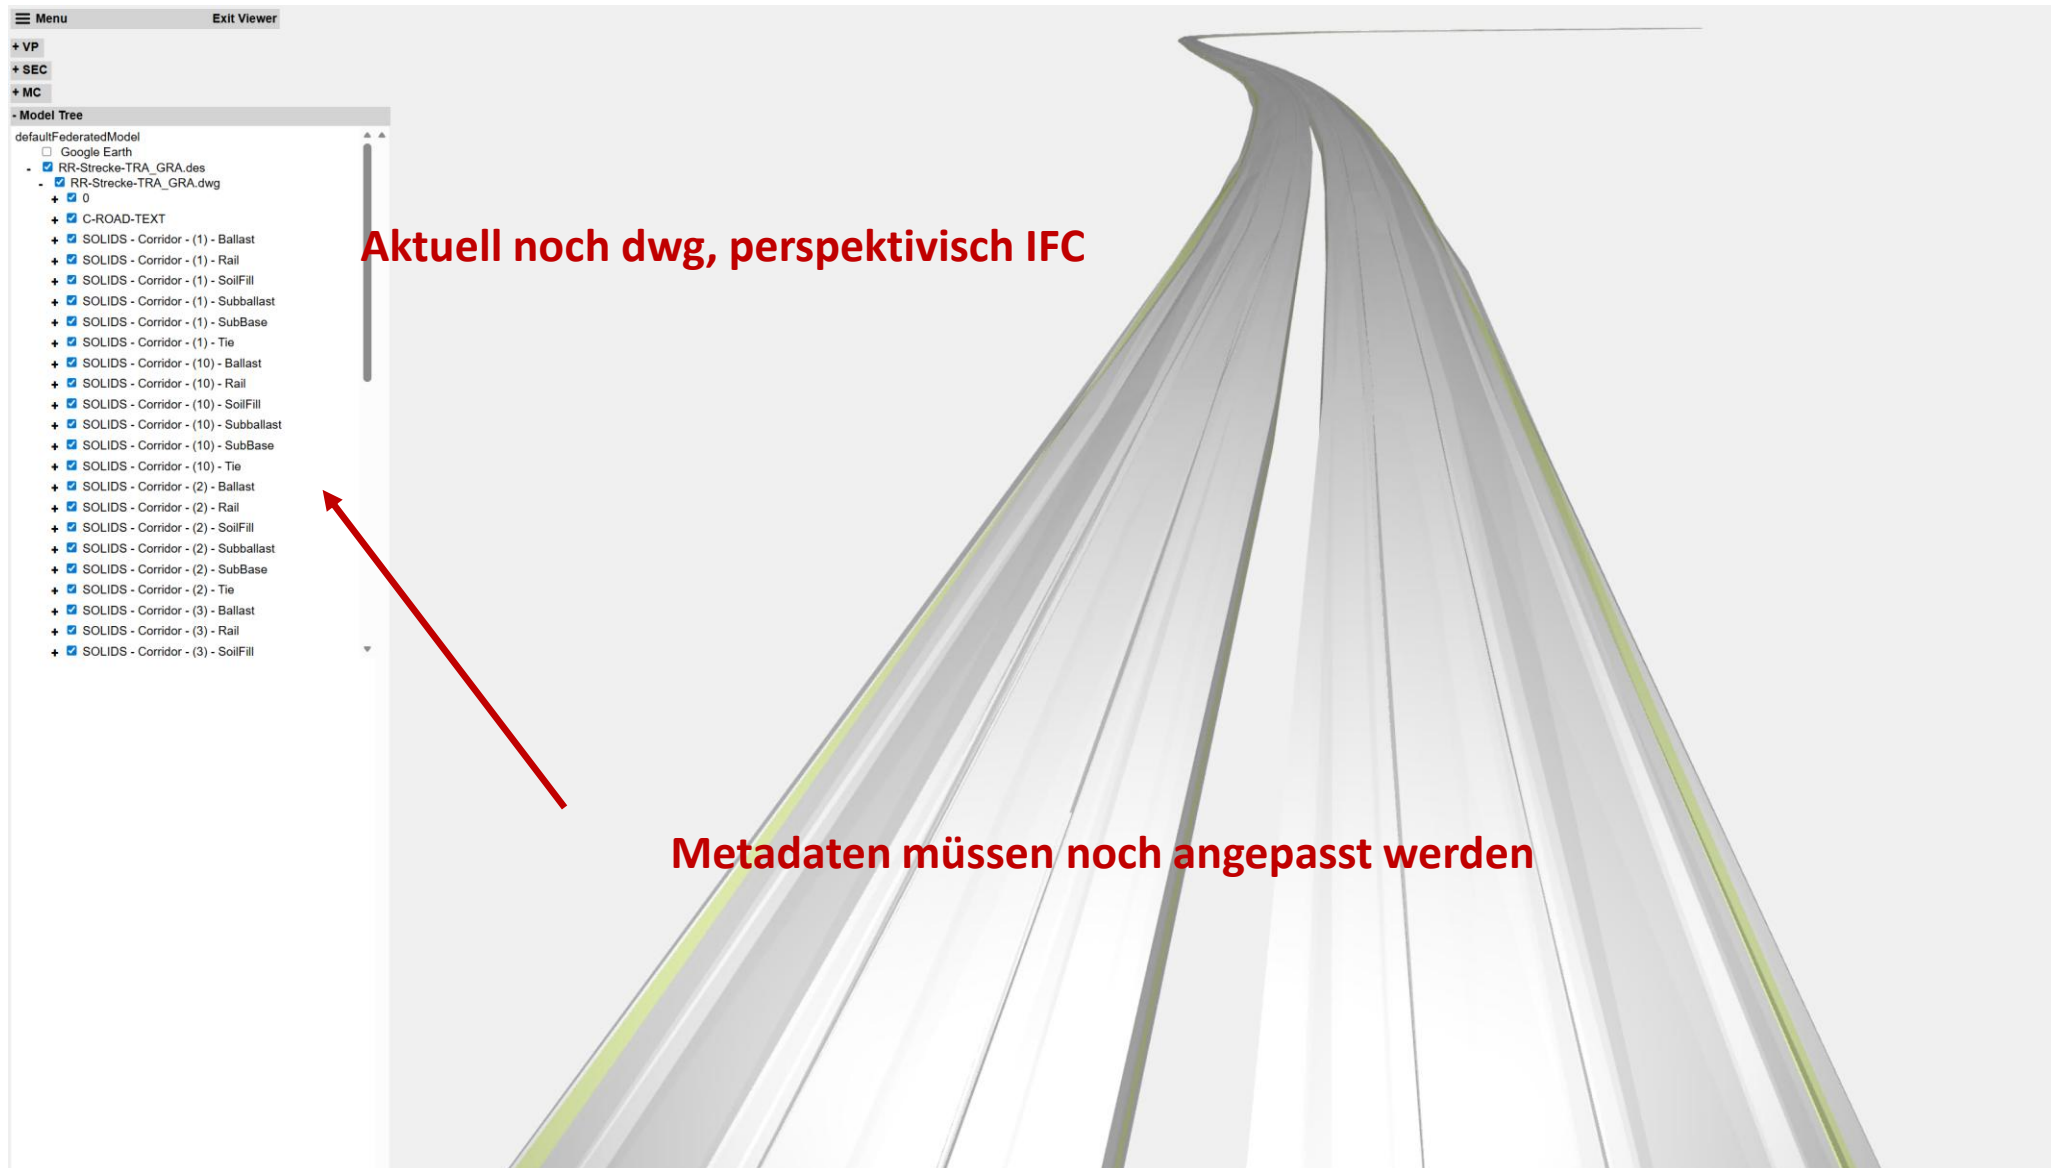 Menu Exit Viewer
+ VP
+ SEC
+ MC
- Model Tree
defaultFederatedModel
Google Earth
- RR-Strecke-TRA_GRA.des
- RR-Strecke-TRA_GRA.dwg
+ 0
+ C-ROAD-TEXT
+ SOLIDS - Corridor - (1) - Ballast
+ SOLIDS - Corridor - (1) - Rail
+ SOLIDS - Corridor - (1) - SoilFill
+ SOLIDS - Corridor - (1) - Subballast
+ SOLIDS - Corridor - (1) - SubBase
+ SOLIDS - Corridor - (1) - Tie
+ SOLIDS - Corridor - (10) - Ballast
+ SOLIDS - Corridor - (10) - Rail
+ SOLIDS - Corridor - (10) - SoilFill
+ SOLIDS - Corridor - (10) - Subballast
+ SOLIDS - Corridor - (10) - SubBase
+ SOLIDS - Corridor - (10) - Tie
+ SOLIDS - Corridor - (2) - Ballast
+ SOLIDS - Corridor - (2) - Rail
+ SOLIDS - Corridor - (2) - SoilFill
+ SOLIDS - Corridor - (2) - Subballast
+ SOLIDS - Corridor - (2) - SubBase
+ SOLIDS - Corridor - (2) - Tie
+ SOLIDS - Corridor - (3) - Ballast
+ SOLIDS - Corridor - (3) - Rail
+ SOLIDS - Corridor - (3) - SoilFill
Aktuell noch dwg, perspektivisch IFC
Metadaten müssen noch angepasst werden